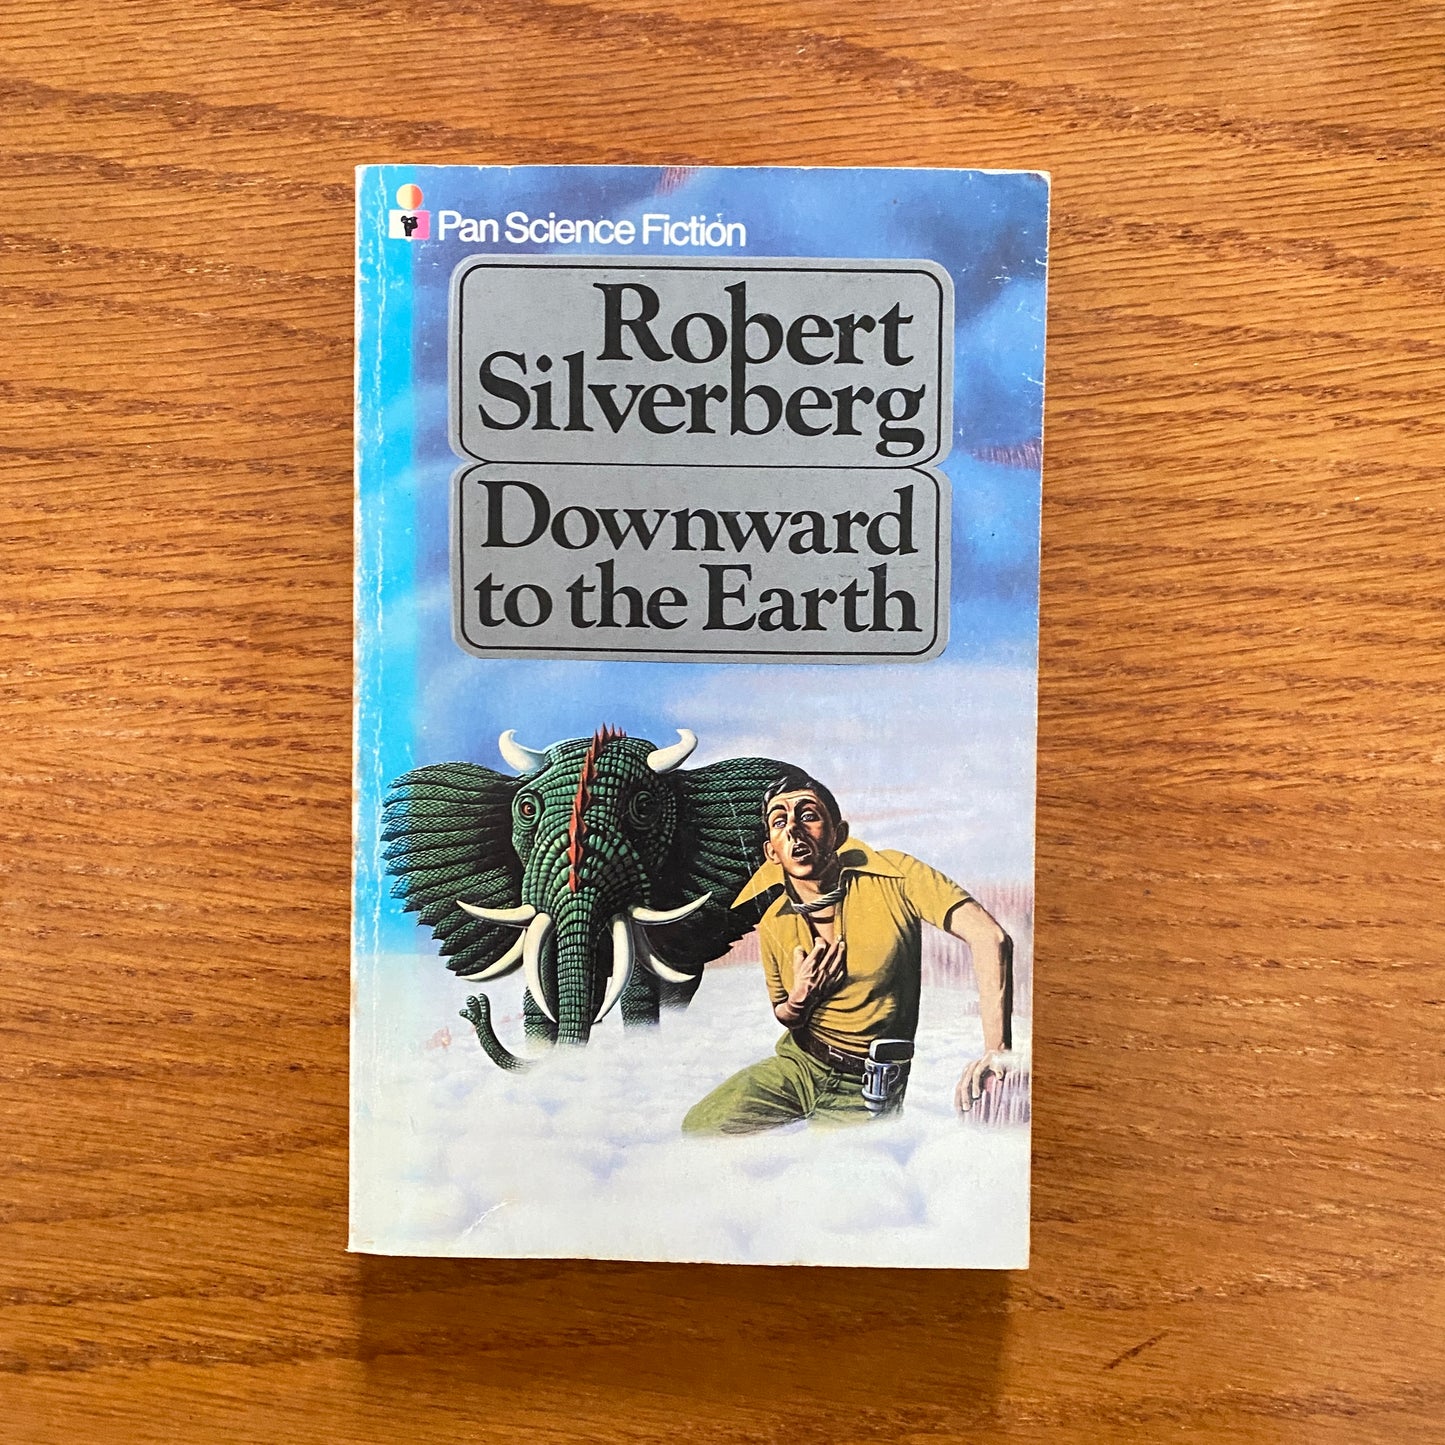 Pan Science Fiction
Robert
Silverberg
Downward
to the Earth